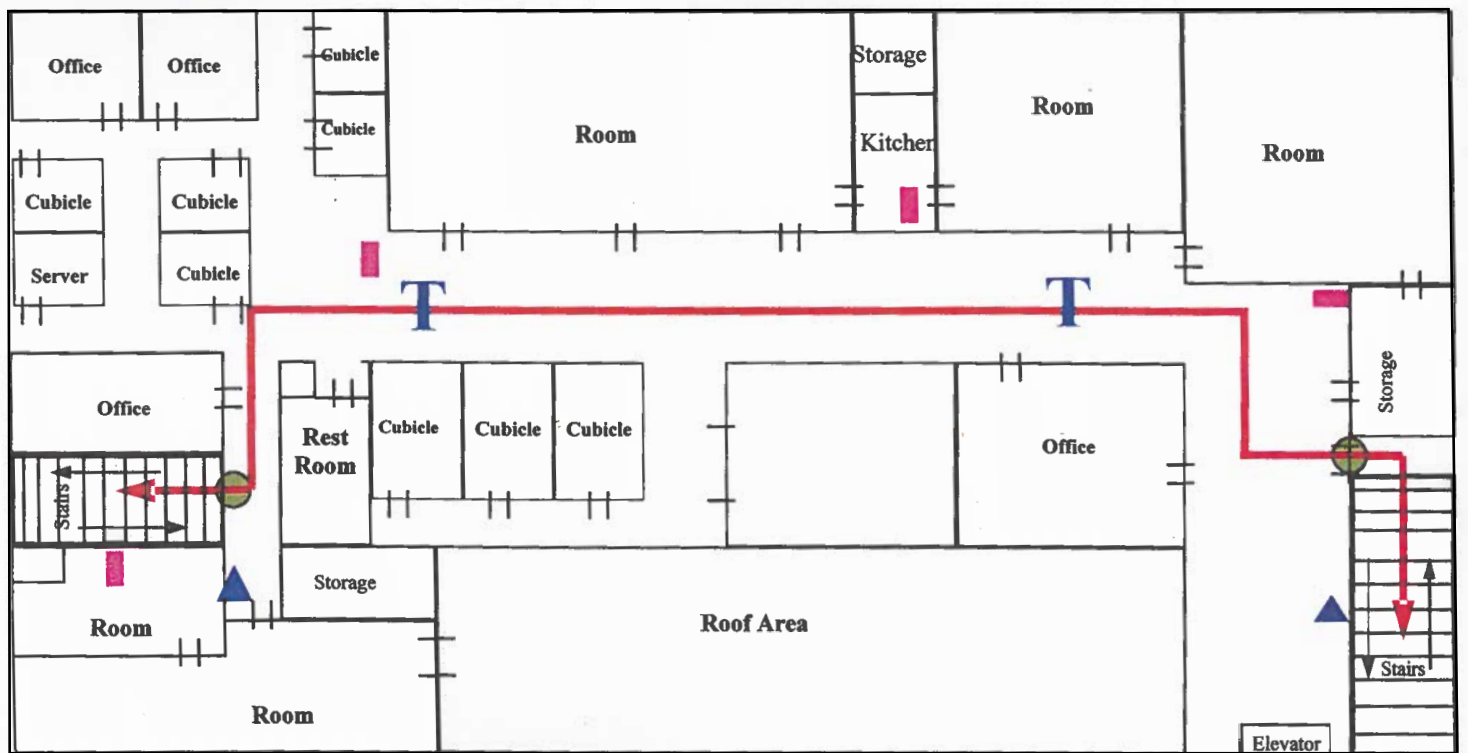 Office
Office
Cubicle
Storage
Room
Room
Cubicle
Kitchen
Room
Cubicle
Cubicle
Server
Cubicle
T
T
Office
Cubicle
Cubicle
Cubicle
Rest
Room
Office
Storage
Stairs
Storage
Room
Roof Area
Stairs
Room
Elevator